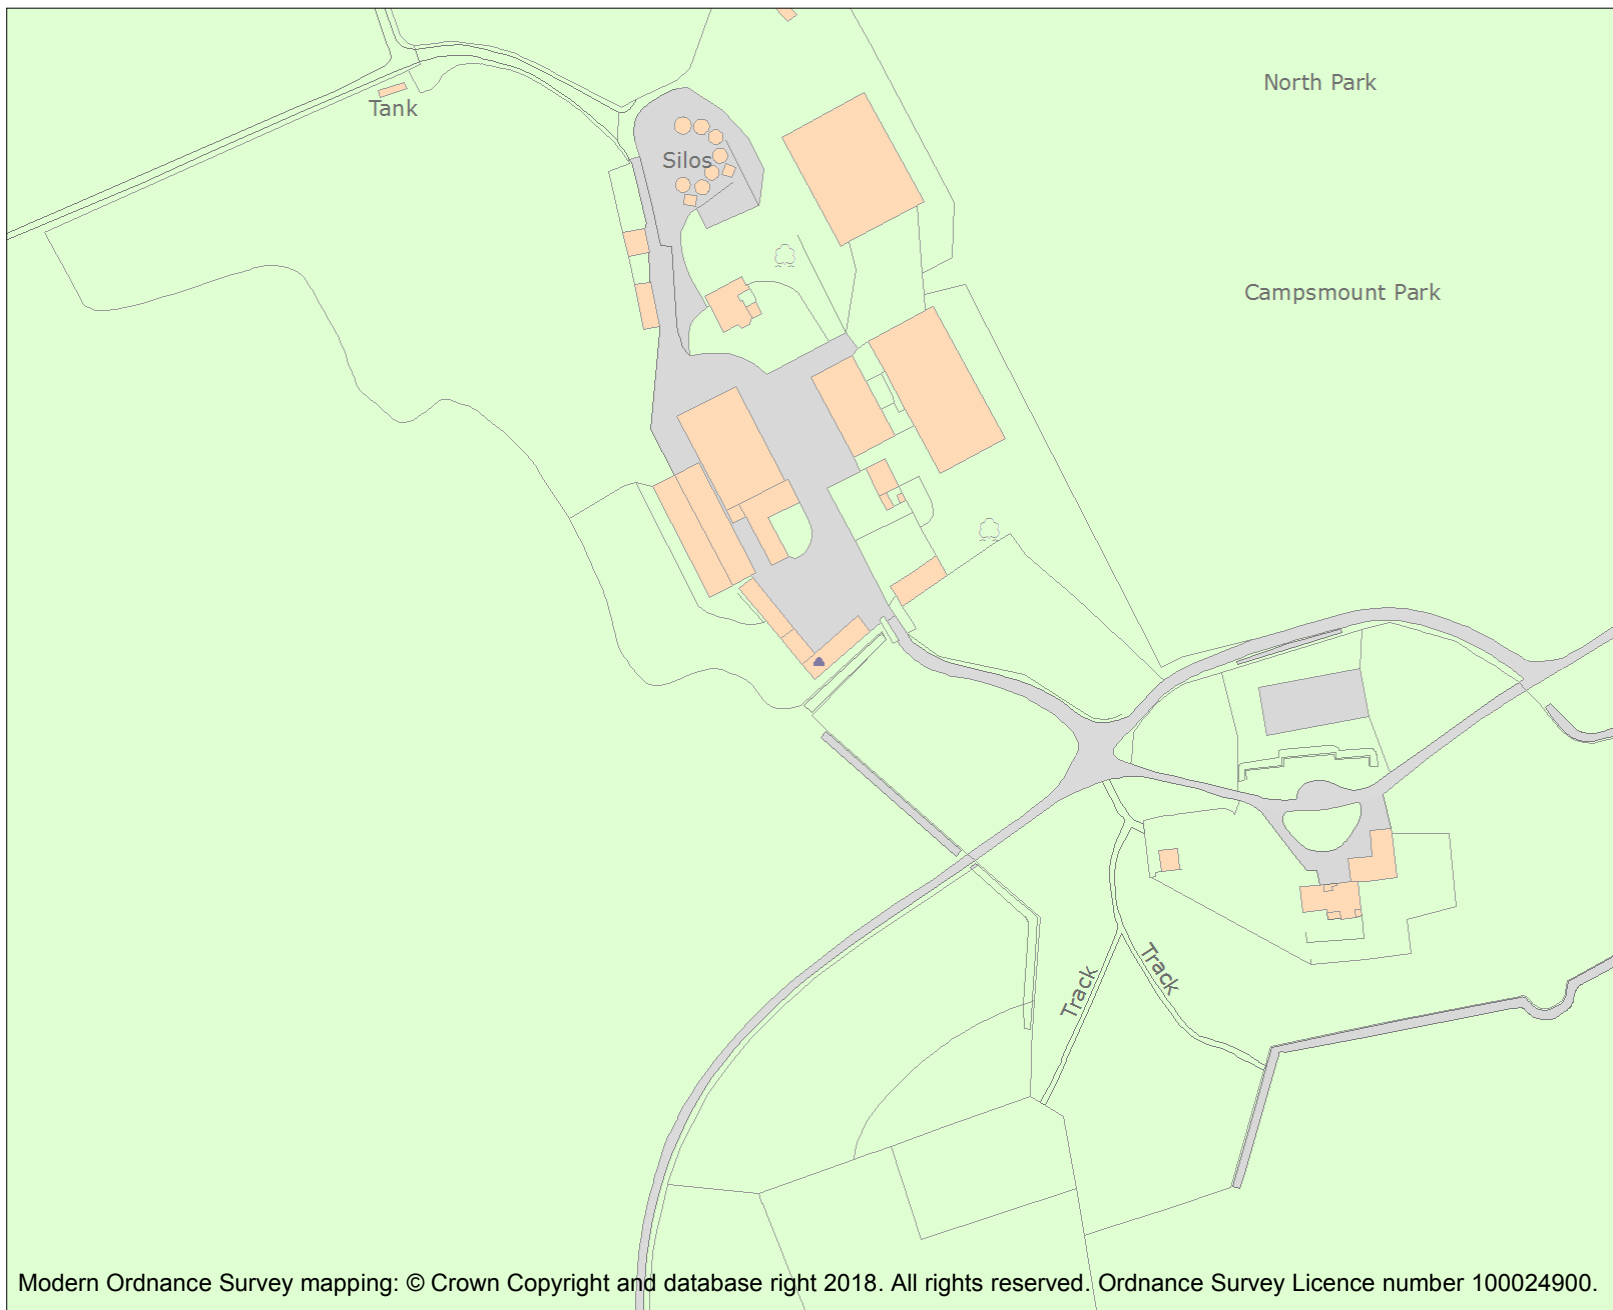 North Park
Tank
Silos
Campsmount Park
Track
Track
Modern Ordnance Survey mapping: © Crown Copyright and database right 2018. All rights reserved. Ordnance Survey Licence number 100024900.